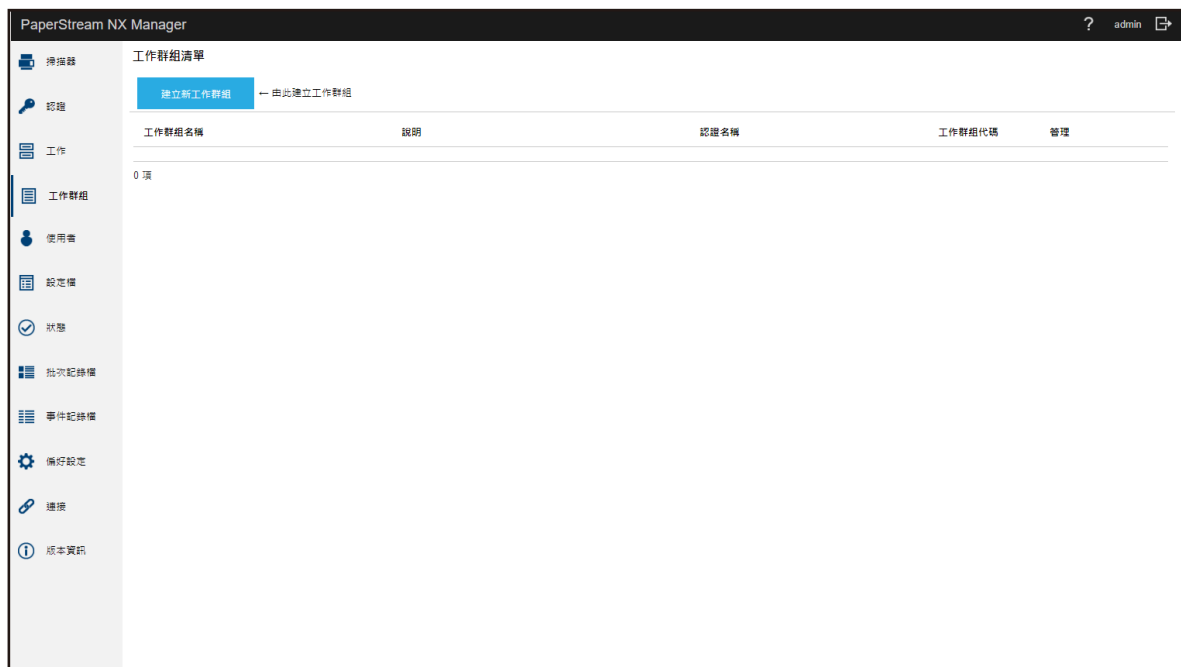 PaperStream NX Manager
? admin
掃描器
認證
工作
工作群組
使用者
設定檔
狀態
批次記錄檔
事件記錄檔
偏好設定
連接
版本資訊
工作群組清單
建立新工作群組 ← 由此建立工作群組
工作群組名稱 說明 認證名稱 工作群組代碼 管理
0 項